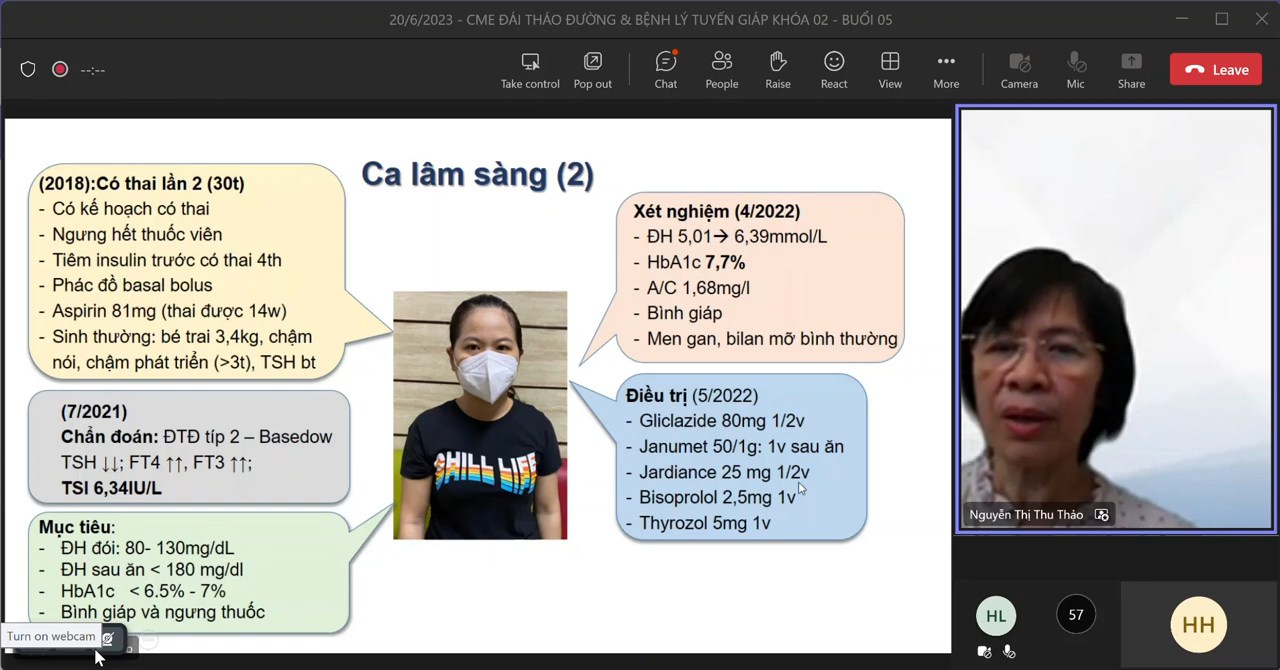 20/6/2023 - CME ĐÁI THÁO ĐƯỜNG & BỆNH LÝ TUYẾN GIÁP KHÓA 02 - BUỔI 05
--:--
Take control
Pop out
Chat
People
Raise
React
View
More
Camera
Mic
Share
Leave
Ca lâm sàng (2)
(2018):Có thai lần 2 (30t)
- Có kế hoạch có thai
- Ngưng hết thuốc viên
- Tiêm insulin trước có thai 4th
- Phác đồ basal bolus
- Aspirin 81mg (thai được 14w)
- Sinh thường: bé trai 3,4kg, chậm
nói, chậm phát triển (>3t), TSH bt
(7/2021)
Chẩn đoán: ĐTĐ típ 2 – Basedow
TSH ↓↓; FT4 ↑↑, FT3 ↑↑;
TSI 6,34IU/L
Mục tiêu:
- ĐH đói: 80- 130mg/dL
- ĐH sau ăn < 180 mg/dl
- HbA1c < 6.5% - 7%
- Bình giáp và ngưng thuốc
CHILL LIFE
Xét nghiệm (4/2022)
- ĐH 5,01→ 6,39mmol/L
- HbA1c 7,7%
- A/C 1,68mg/l
- Bình giáp
- Men gan, bilan mỡ bình thường
Điều trị (5/2022)
- Gliclazide 80mg 1/2v
- Janumet 50/1g: 1v sau ăn
- Jardiance 25 mg 1/2v
- Bisoprolol 2,5mg 1v
- Thyrozol 5mg 1v
Nguyễn Thị Thu Thảo
HL
57
HH
Turn on webcam